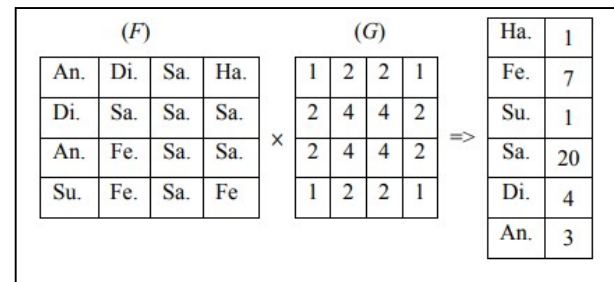 (F) (G)
An. Di. Sa. Ha.
Di. Sa. Sa. Sa.
An. Fe. Sa. Sa.
Su. Fe. Sa. Fe
×
1 2 2 1
2 4 4 2
2 4 4 2
1 2 2 1
=>
Ha. 1
Fe. 7
Su. 1
Sa. 20
Di. 4
An. 3